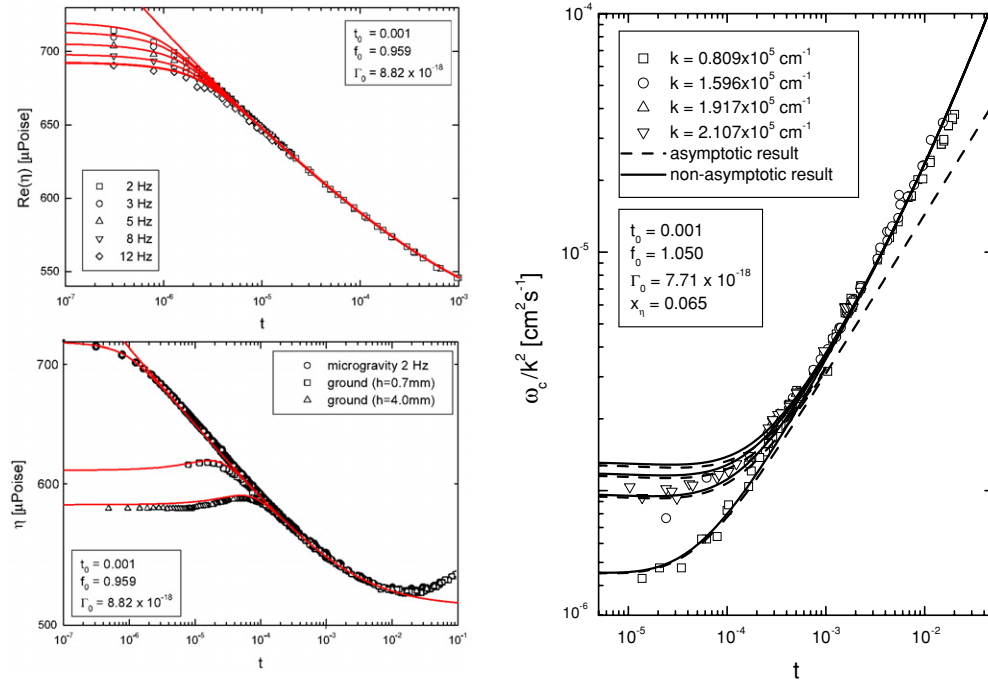 700
650
600
550
Re(η) [μPoise]
t₀ = 0.001
f₀ = 0.959
Γ₀ = 8.82 x 10⁻¹⁸
2 Hz
3 Hz
5 Hz
8 Hz
12 Hz
10⁻⁷
10⁻⁶
10⁻⁵
10⁻⁴
10⁻³
t
700
600
500
η [μPoise]
microgravity 2 Hz
ground (h=0.7mm)
ground (h=4.0mm)
t₀ = 0.001
f₀ = 0.959
Γ₀ = 8.82 x 10⁻¹⁸
10⁻⁷
10⁻⁶
10⁻⁵
10⁻⁴
10⁻³
10⁻²
10⁻¹
t
10⁻⁴
10⁻⁵
10⁻⁶
ω_c/k² [cm²s⁻¹]
k = 0.809x10⁵ cm⁻¹
k = 1.596x10⁵ cm⁻¹
k = 1.917x10⁵ cm⁻¹
k = 2.107x10⁵ cm⁻¹
asymptotic result
non-asymptotic result
t₀ = 0.001
f₀ = 1.050
Γ₀ = 7.71 x 10⁻¹⁸
x_η = 0.065
10⁻⁵
10⁻⁴
10⁻³
10⁻²
t